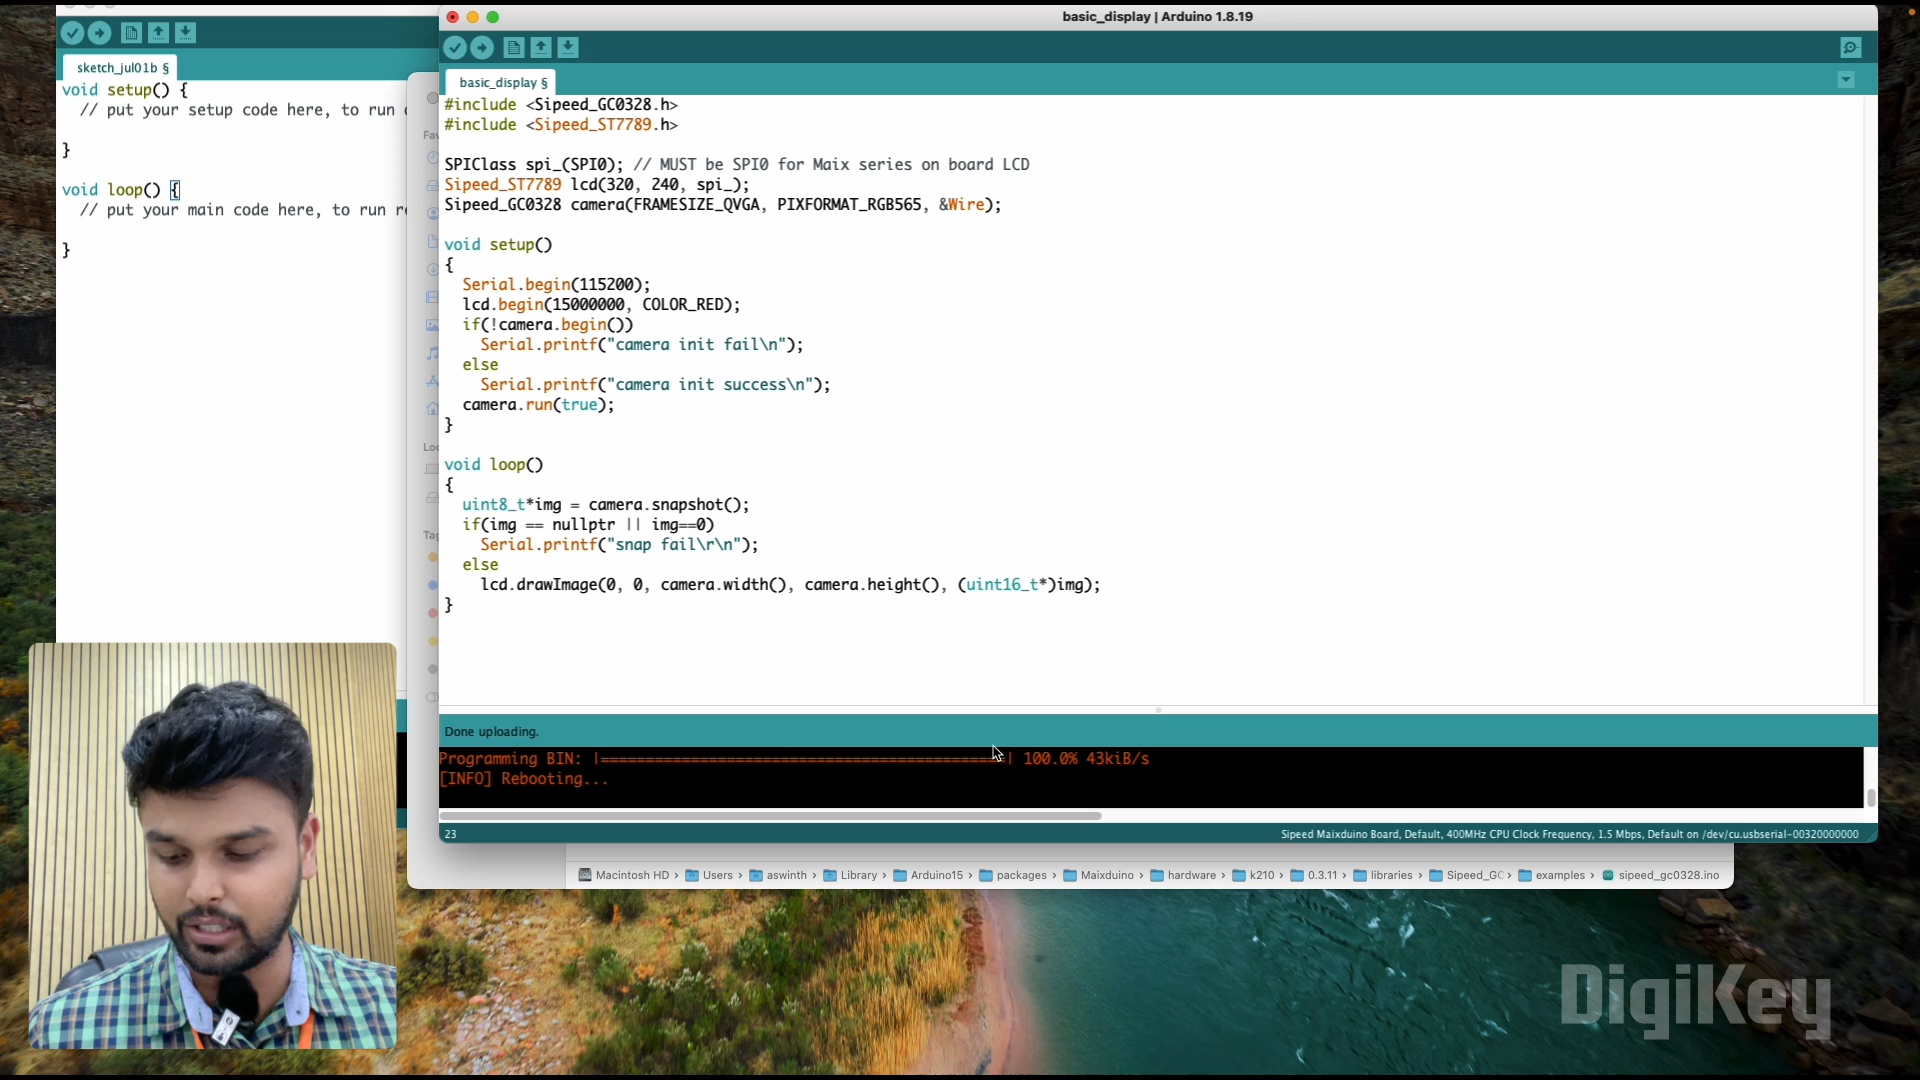 basic_display | Arduino 1.8.19
sketch_jul01b §
void setup() {
// put your setup code here, to run
}
void loop() {
// put your main code here, to run
}
basic_display §
#include <Sipeed_GC0328.h>
#include <Sipeed_ST7789.h>
SPIClass spi_(SPI0); // MUST be SPI0 for Maix series on board LCD
Sipeed_ST7789 lcd(320, 240, spi_);
Sipeed_GC0328 camera(FRAMESIZE_QVGA, PIXFORMAT_RGB565, &Wire);
void setup()
{
Serial.begin(115200);
lcd.begin(15000000, COLOR_RED);
if(!camera.begin())
Serial.printf("camera init fail\n");
else
Serial.printf("camera init success\n");
camera.run(true);
}
void loop()
{
uint8_t*img = camera.snapshot();
if(img == nullptr || img==0)
Serial.printf("snap fail\r\n");
else
lcd.drawImage(0, 0, camera.width(), camera.height(), (uint16_t*)img);
}
Done uploading.
Programming BIN: |=============================================| 100.0% 43kiB/s
[INFO] Rebooting...
23
Sipeed Maixduino Board, Default, 400MHz CPU Clock Frequency, 1.5 Mbps, Default on /dev/cu.usbserial-00320000000
Macintosh HD › Users › aswinth › Library › Arduino15 › packages › Maixduino › hardware › k210 › 0.3.11 › libraries › Sipeed_GC › examples › sipeed_gc0328.ino
DigiKey